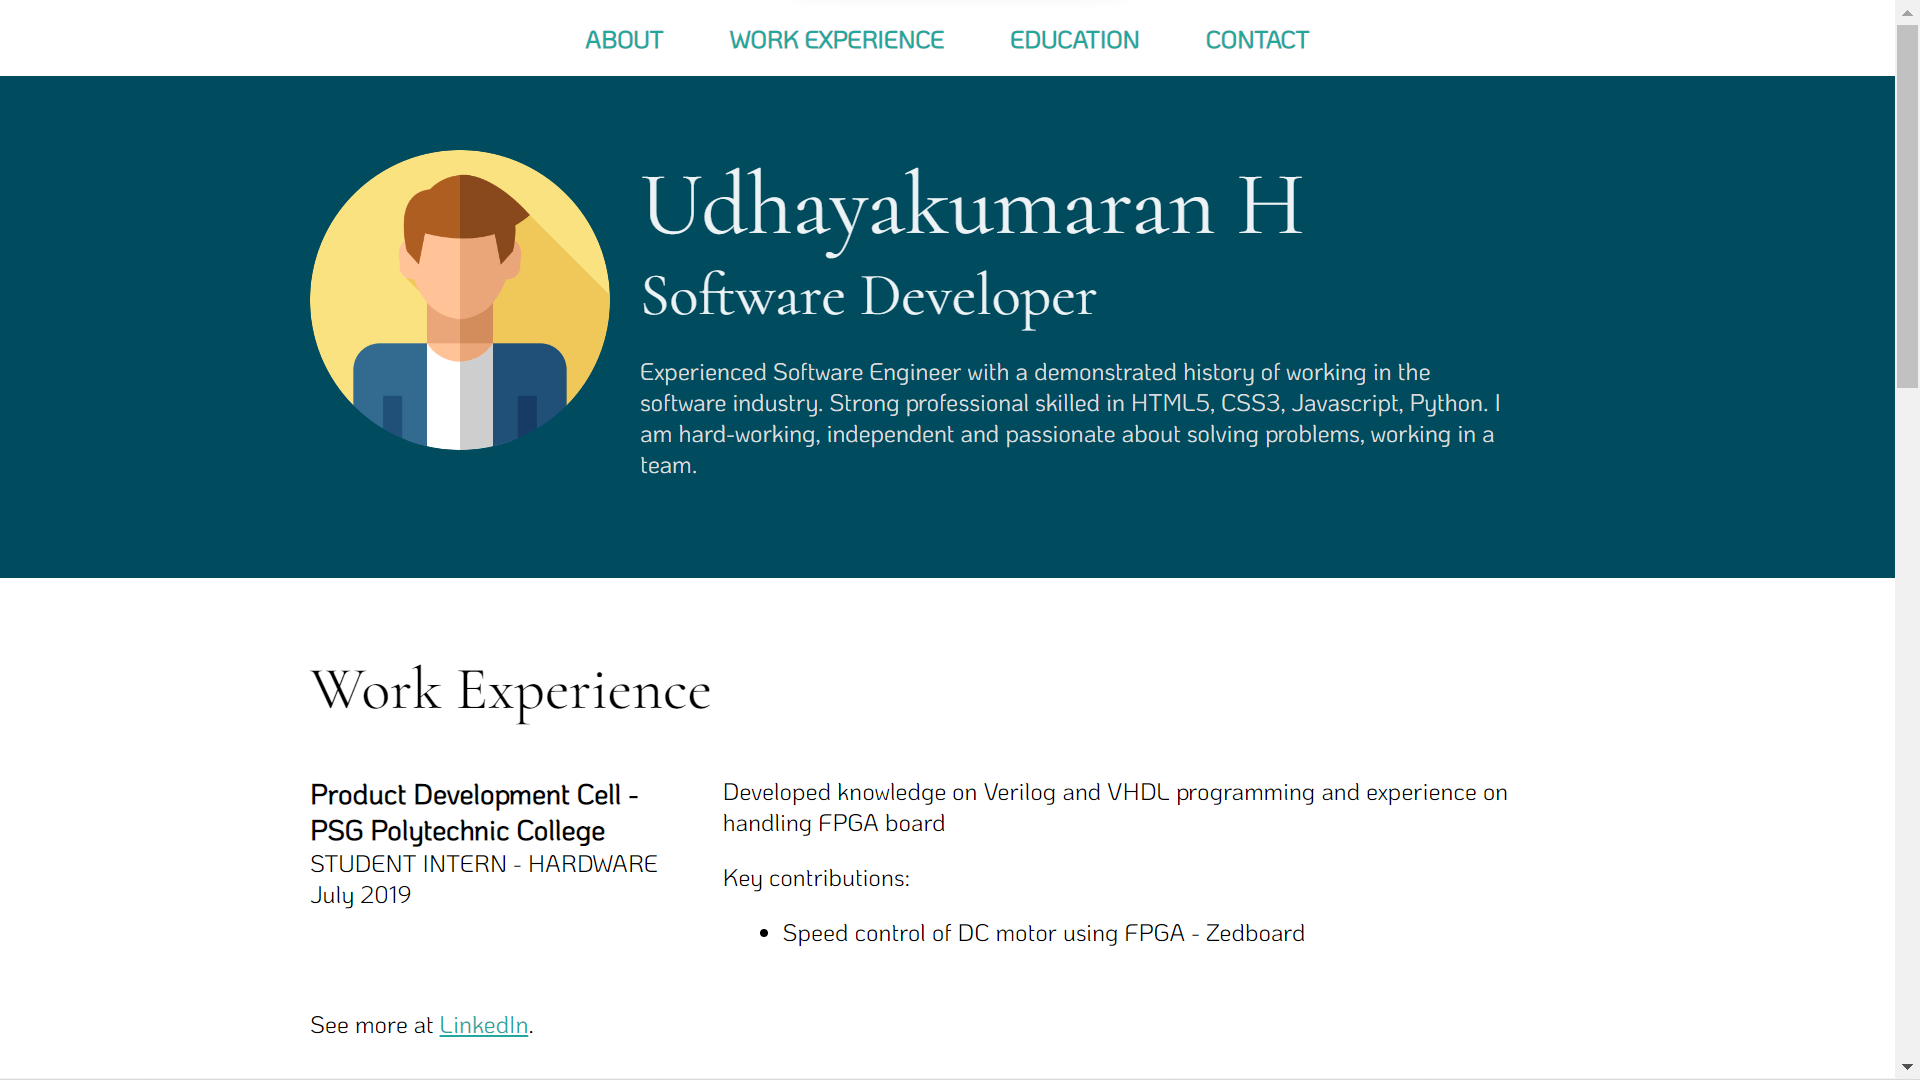 ABOUT WORK EXPERIENCE EDUCATION CONTACT
Udhayakumaran H
Software Developer
Experienced Software Engineer with a demonstrated history of working in the
software industry. Strong professional skilled in HTML5, CSS3, Javascript, Python. I
am hard-working, independent and passionate about solving problems, working in a
team.
Work Experience
Product Development Cell -
PSG Polytechnic College
STUDENT INTERN - HARDWARE
July 2019
Developed knowledge on Verilog and VHDL programming and experience on
handling FPGA board
Key contributions:
• Speed control of DC motor using FPGA - Zedboard
See more at LinkedIn.